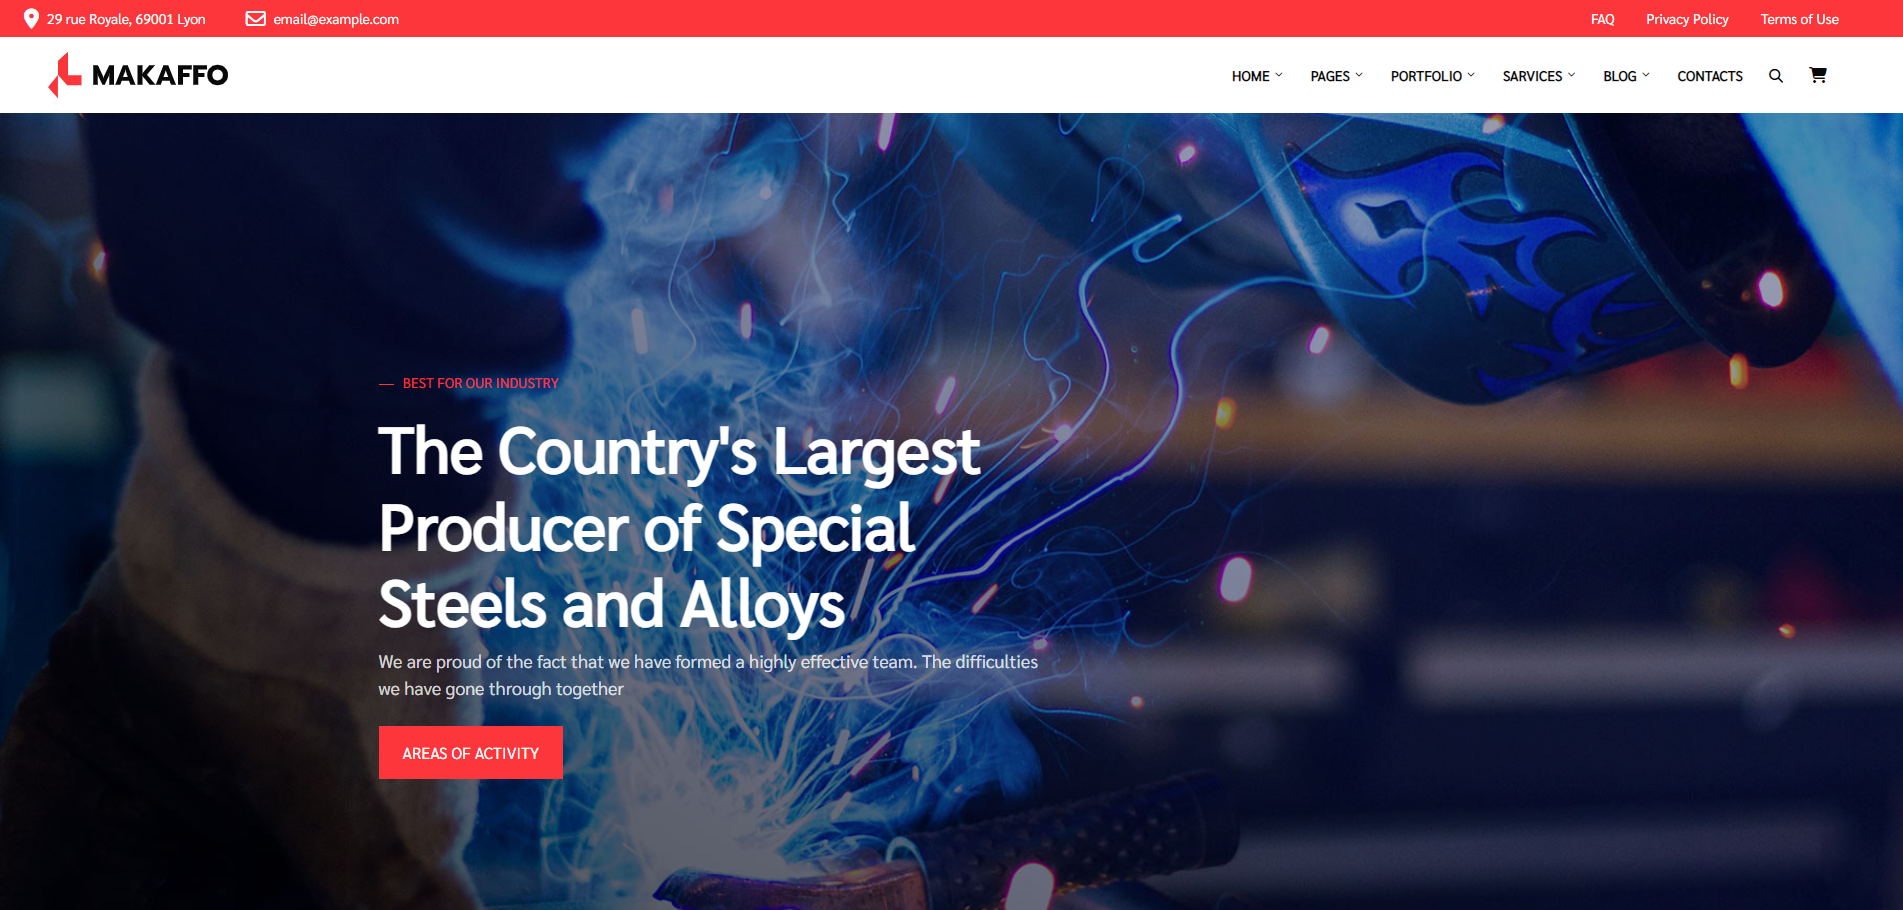 29 rue Royale, 69001 Lyon
email@example.com
FAQ
Privacy Policy
Terms of Use
MAKAFFO
HOME
PAGES
PORTFOLIO
SARVICES
BLOG
CONTACTS
— BEST FOR OUR INDUSTRY
The Country's Largest
Producer of Special
Steels and Alloys
We are proud of the fact that we have formed a highly effective team. The difficulties
we have gone through together
AREAS OF ACTIVITY